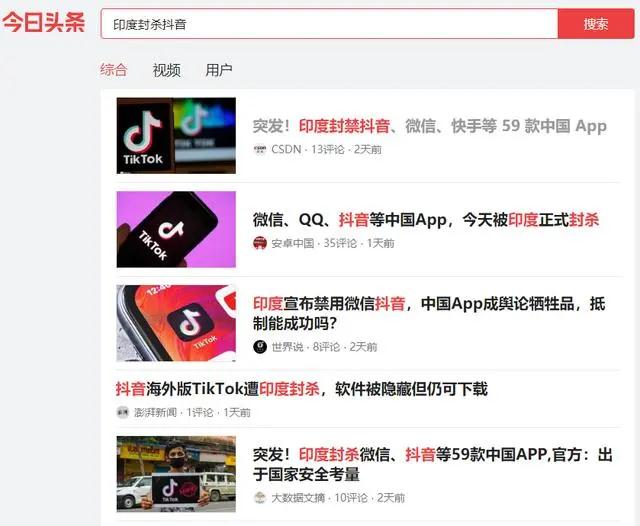 今日头条
印度封杀抖音
搜索
综合
视频
用户
TikTok
突发！印度封禁抖音、微信、快手等 59 款中国 App
CSDN · 13评论 · 2天前
TikTok
微信、QQ、抖音等中国App，今天被印度正式封杀
安卓中国 · 35评论 · 1天前
12:40
TikTok
印度宣布禁用微信抖音，中国App成舆论牺牲品，抵
制能成功吗？
世界说 · 8评论 · 2天前
抖音海外版TikTok遭印度封杀，软件被隐藏但仍可下载
澎湃新闻 · 1评论 · 1天前
TikTok
突发！印度封杀微信、抖音等59款中国APP,官方：出
于国家安全考量
大数据文摘 · 10评论 · 2天前